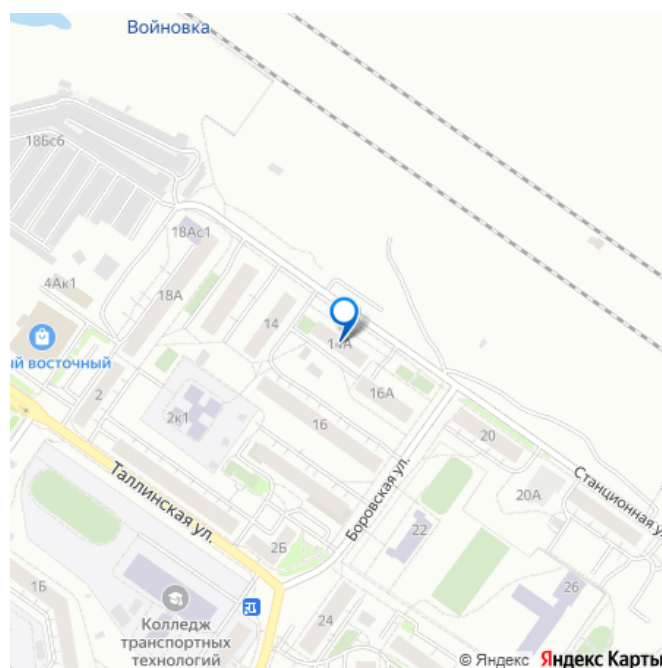 Войновка
18Бс6
18Ас1
4Ак1
18А
14
14А
ый восточный
2
2к1
16А
16
20
Таллинская ул.
Боровская ул.
Станционная у
20А
22
2Б
26
1Б
24
Колледж
транспортных
технологий
© Яндекс Яндекс Карты